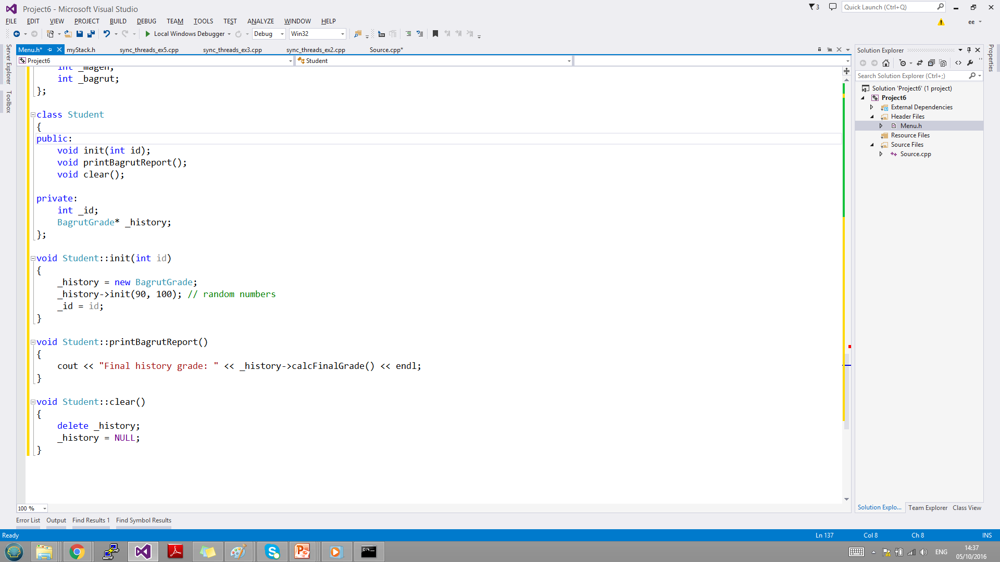 Project6 - Microsoft Visual Studio
3
Quick Launch (Ctrl+Q)
FILE EDIT VIEW PROJECT BUILD DEBUG TEAM TOOLS TEST ANALYZE WINDOW HELP
ee
Local Windows Debugger Debug Win32
Server Explorer
Toolbox
Menu.h* myStack.h sync_threads_ex5.cpp sync_threads_ex3.cpp sync_threads_ex2.cpp Source.cpp*
Project6 Student
int _magen;
int _bagrut;
};
class Student
{
public:
void init(int id);
void printBagrutReport();
void clear();
private:
int _id;
BagrutGrade* _history;
};
void Student::init(int id)
{
_history = new BagrutGrade;
_history->init(90, 100); // random numbers
_id = id;
}
void Student::printBagrutReport()
{
cout << "Final history grade: " << _history->calcFinalGrade() << endl;
}
void Student::clear()
{
delete _history;
_history = NULL;
}
100 %
Solution Explorer
Search Solution Explorer (Ctrl+;)
Solution 'Project6' (1 project)
Project6
External Dependencies
Header Files
Menu.h
Resource Files
Source Files
Source.cpp
Solution Explo... Team Explorer Class View
Properties
Error List Output Find Results 1 Find Symbol Results
Ready Ln 137 Col 8 Ch 8 INS
C:\_
ENG
14:37
05/10/2016